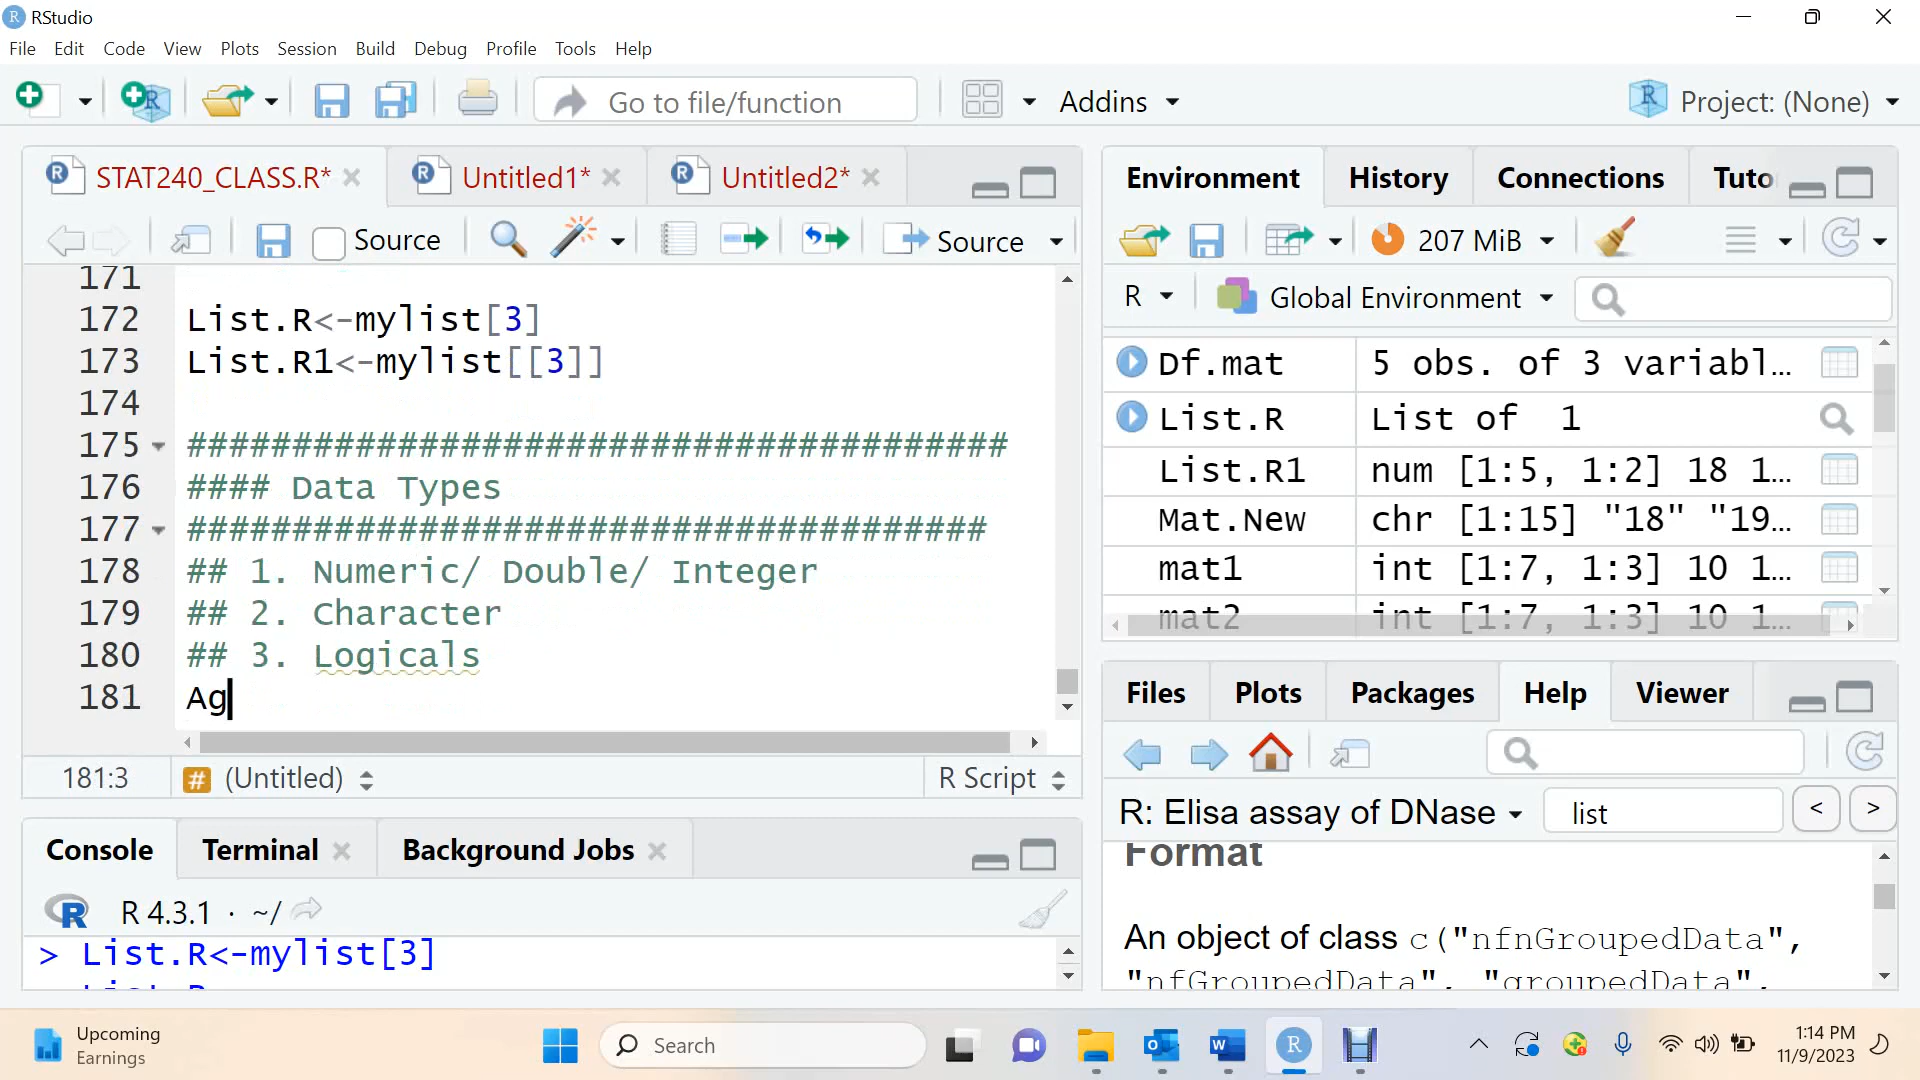 RStudio
File Edit Code View Plots Session Build Debug Profile Tools Help
Go to file/function Addins Project: (None)
STAT240_CLASS.R* Untitled1* Untitled2*
Source Source
171
172 List.R<-mylist[3]
173 List.R1<-mylist[[3]]
174
175 #######################################
176 #### Data Types
177 ######################################
178 ## 1. Numeric/ Double/ Integer
179 ## 2. Character
180 ## 3. Logicals
181 Ag
181:3 # (Untitled) R Script
Console Terminal Background Jobs
R 4.3.1 · ~/
> List.R<-mylist[3]
Environment History Connections Tuto
207 MiB
R Global Environment
Df.mat 5 obs. of 3 variabl...
List.R List of 1
List.R1 num [1:5, 1:2] 18 1...
Mat.New chr [1:15] "18" "19...
mat1 int [1:7, 1:3] 10 1...
mat2 int [1:7, 1:3] 10 1...
Files Plots Packages Help Viewer
R: Elisa assay of DNase list < >
Format
An object of class c("nfnGroupedData",
"nfGroupedData", "groupedData",
Upcoming
Earnings
Search
1:14 PM
11/9/2023